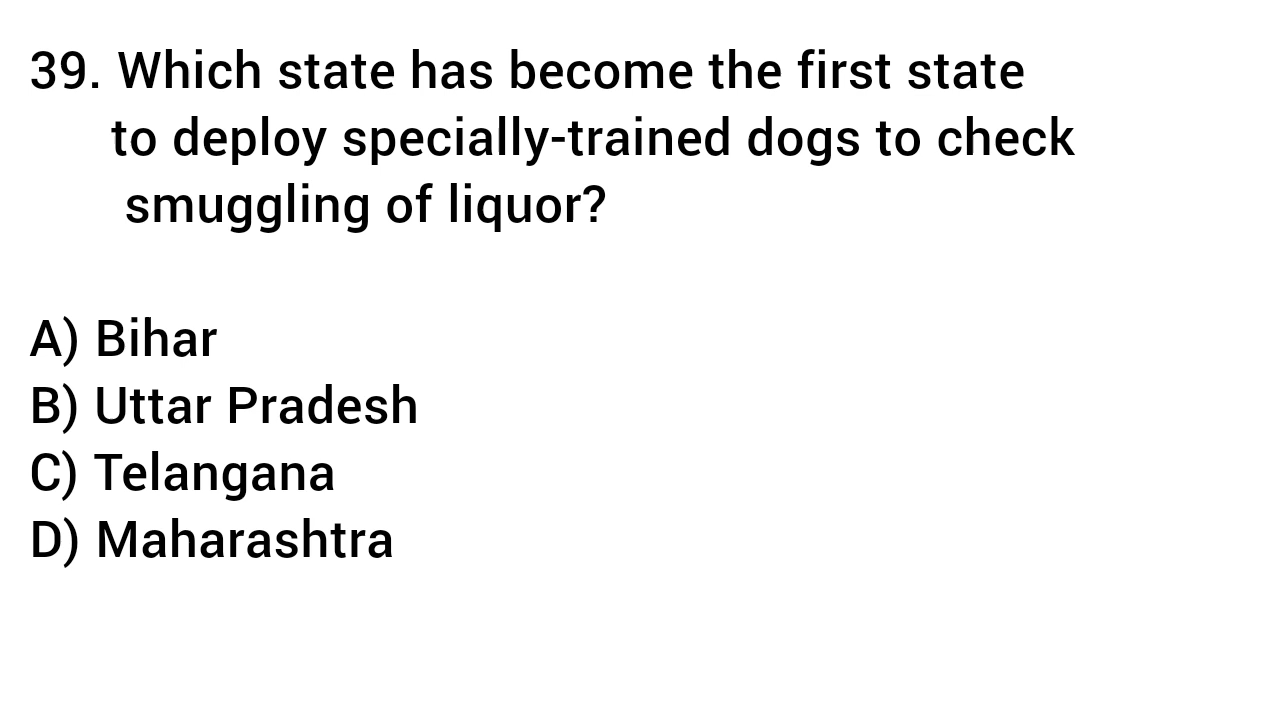 39. Which state has become the first state
to deploy specially-trained dogs to check
smuggling of liquor?
A) Bihar
B) Uttar Pradesh
C) Telangana
D) Maharashtra